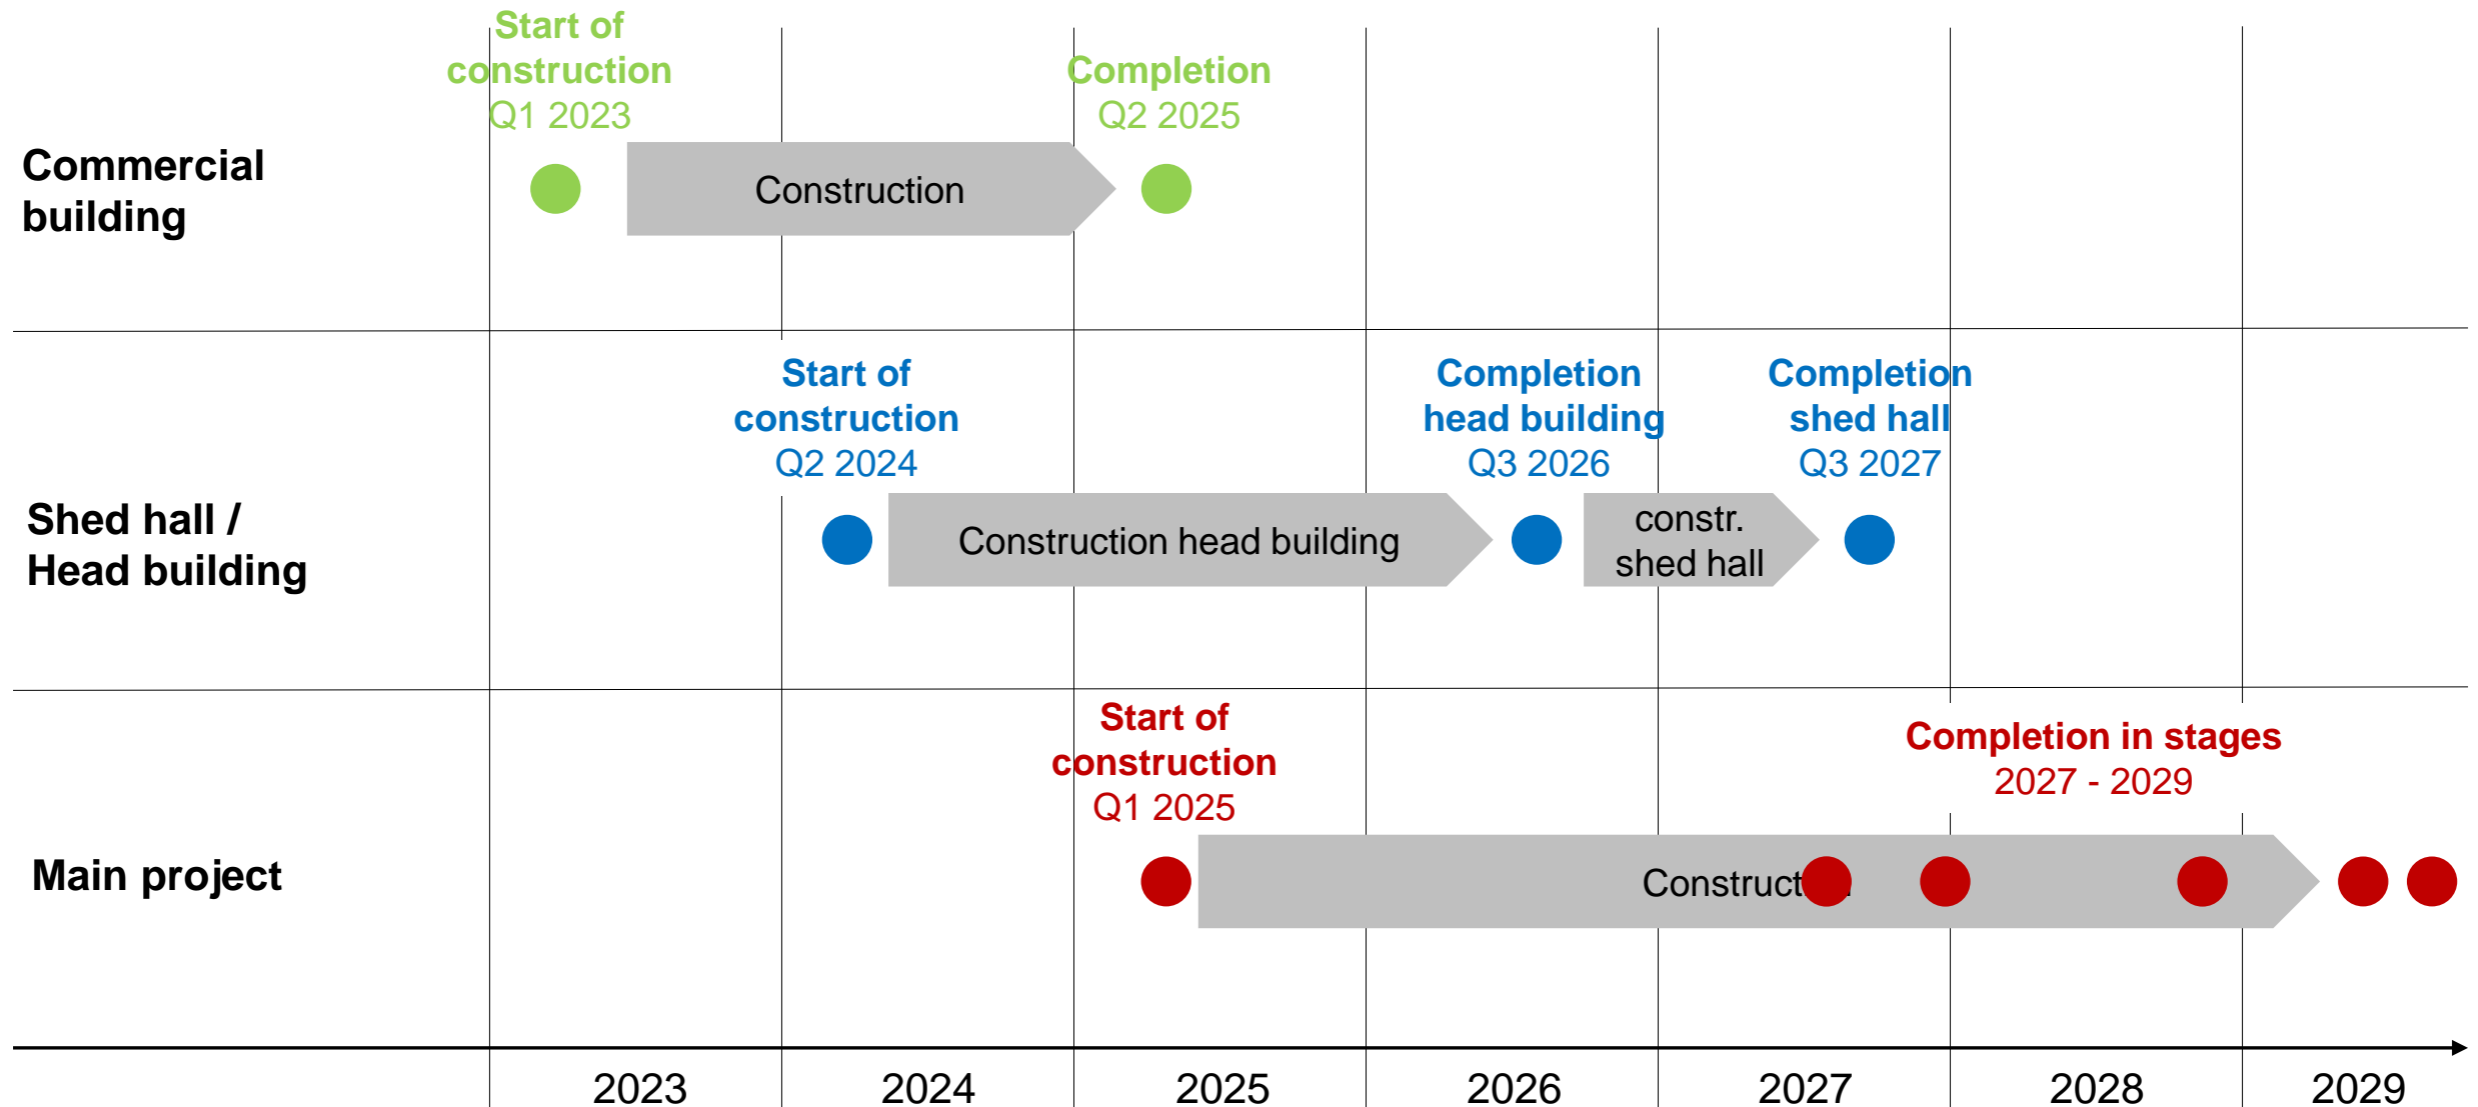 Start of
construction
Q1 2023
Completion
Q2 2025
Commercial
building
Construction
Start of
construction
Q2 2024
Completion
head building
Q3 2026
Completion
shed hall
Q3 2027
Shed hall /
Head building
Construction head building
constr.
shed hall
Start of
construction
Q1 2025
Completion in stages
2027 - 2029
Main project
Construct
2023
2024
2025
2026
2027
2028
2029